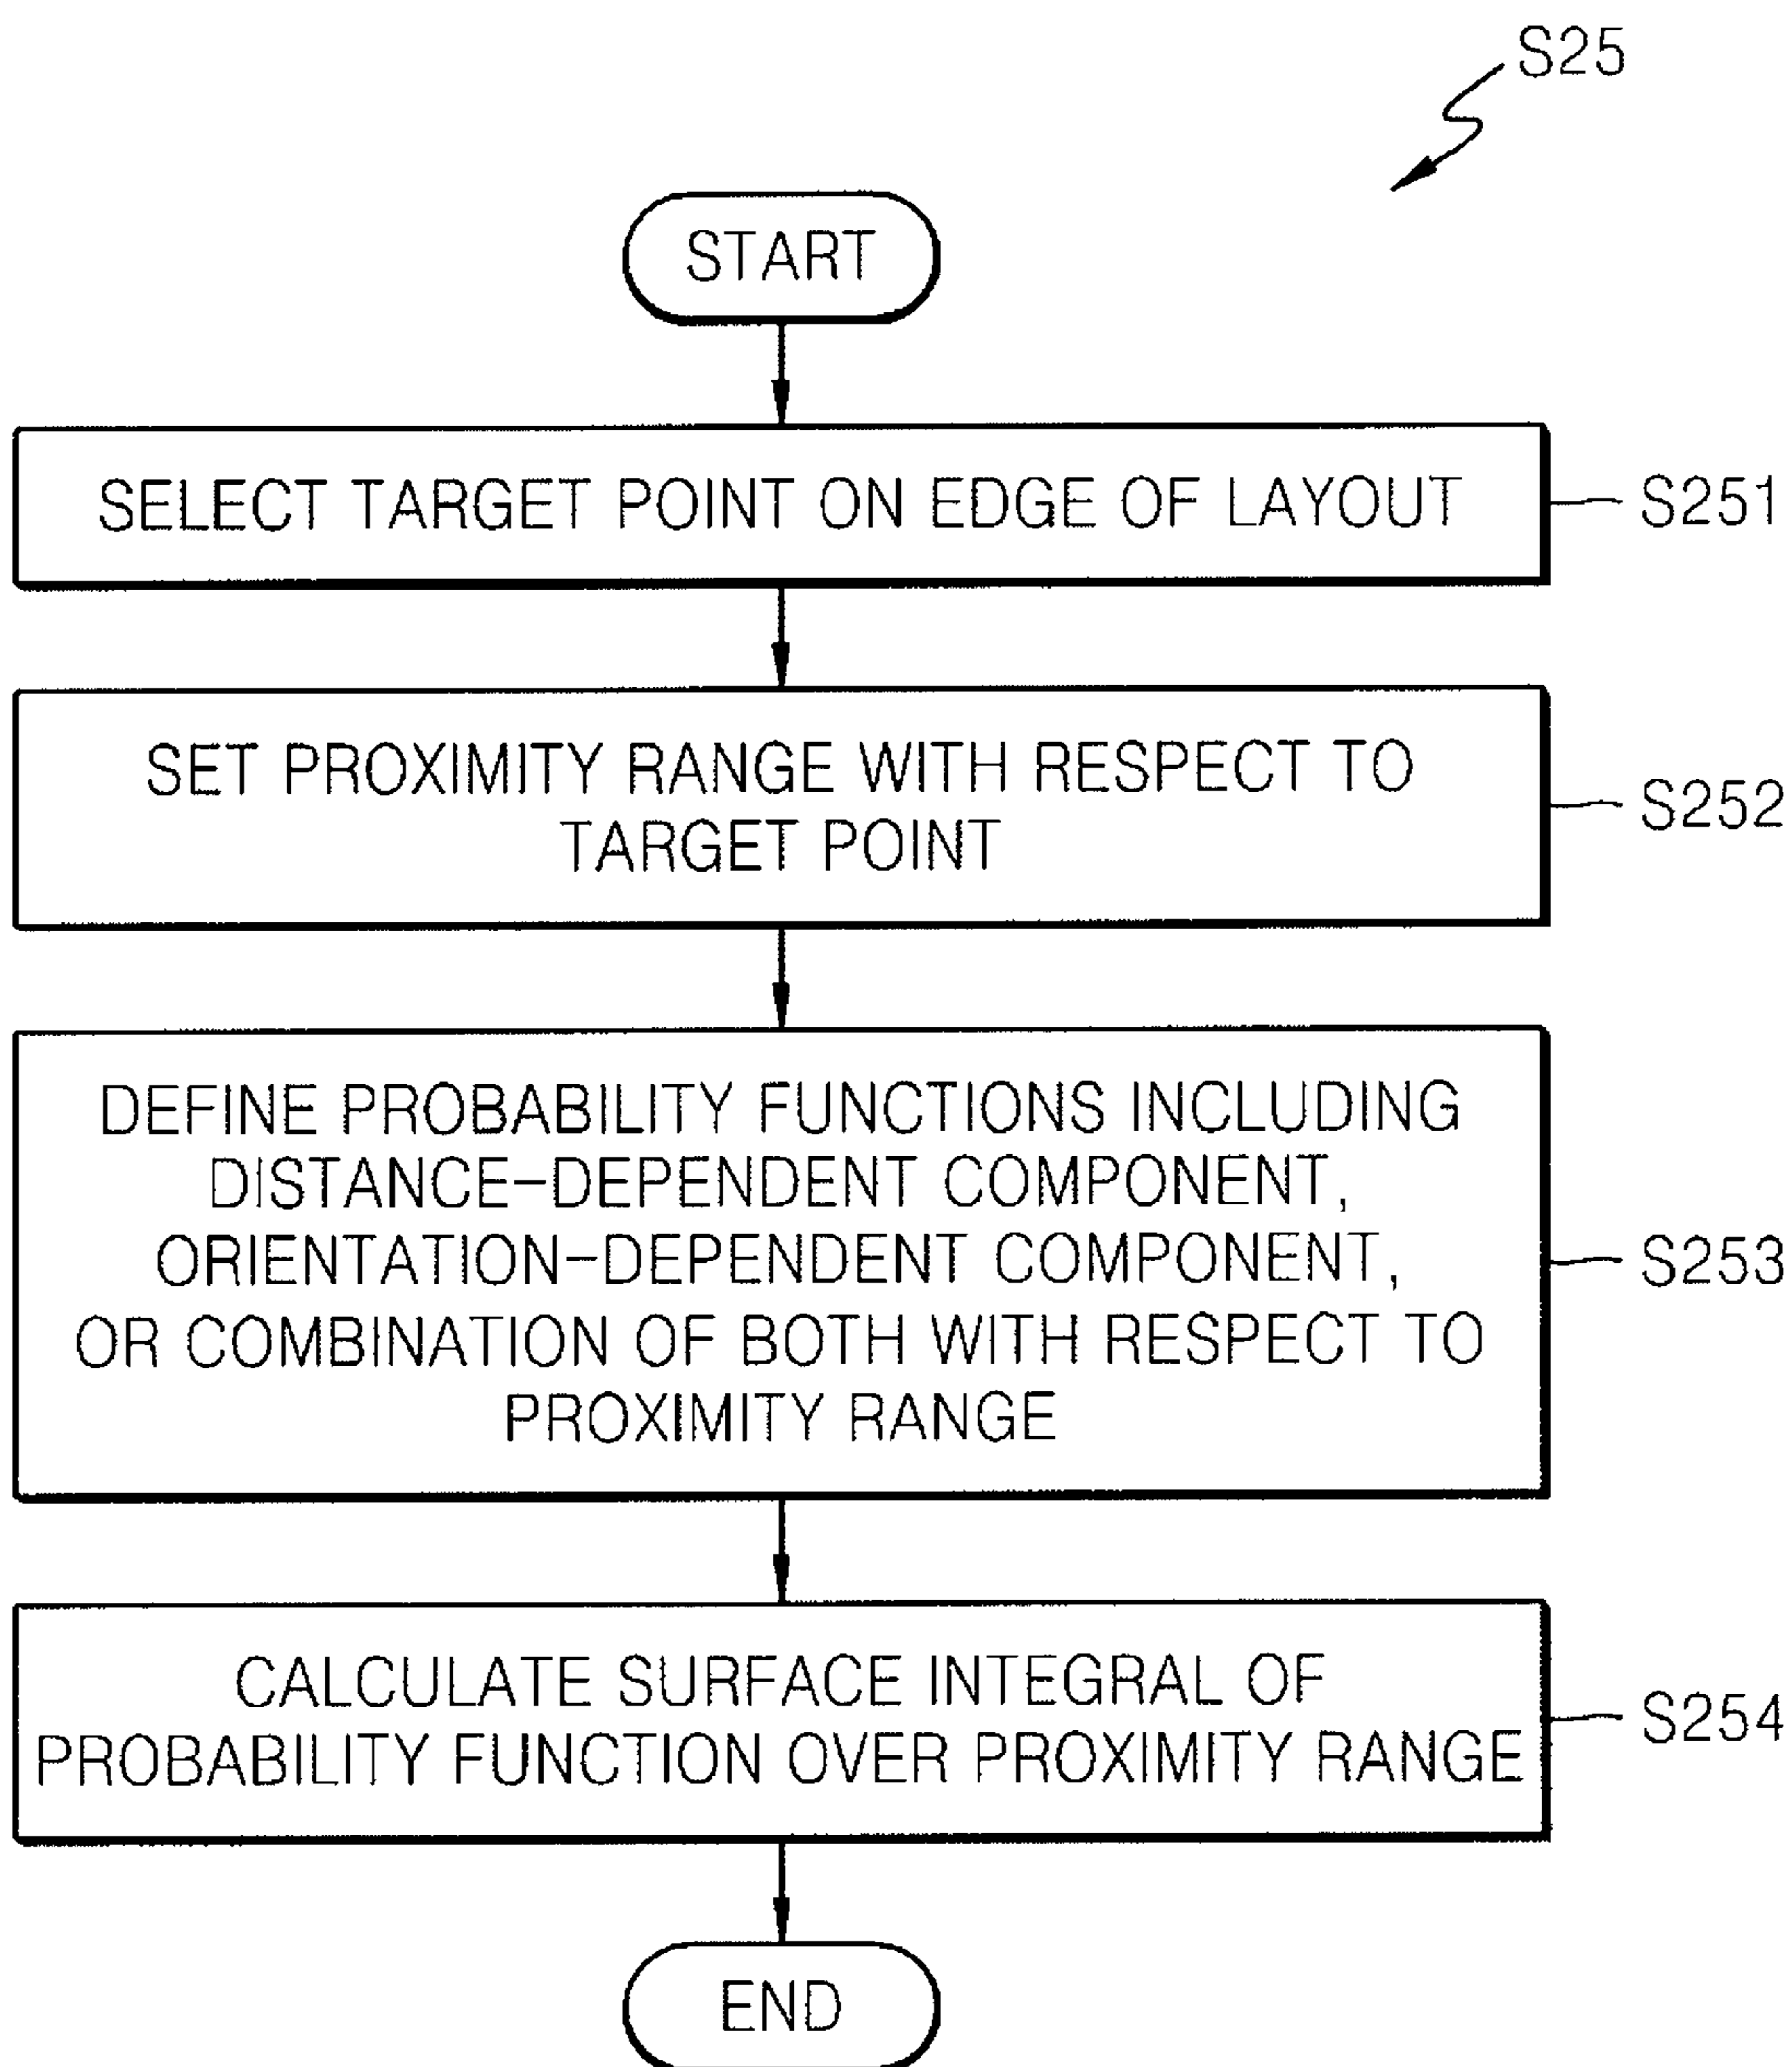 S25
START
SELECT TARGET POINT ON EDGE OF LAYOUT
S251
SET PROXIMITY RANGE WITH RESPECT TO
TARGET POINT
S252
DEFINE PROBABILITY FUNCTIONS INCLUDING
DISTANCE-DEPENDENT COMPONENT,
ORIENTATION-DEPENDENT COMPONENT,
OR COMBINATION OF BOTH WITH RESPECT TO
PROXIMITY RANGE
S253
CALCULATE SURFACE INTEGRAL OF
PROBABILITY FUNCTION OVER PROXIMITY RANGE
S254
END